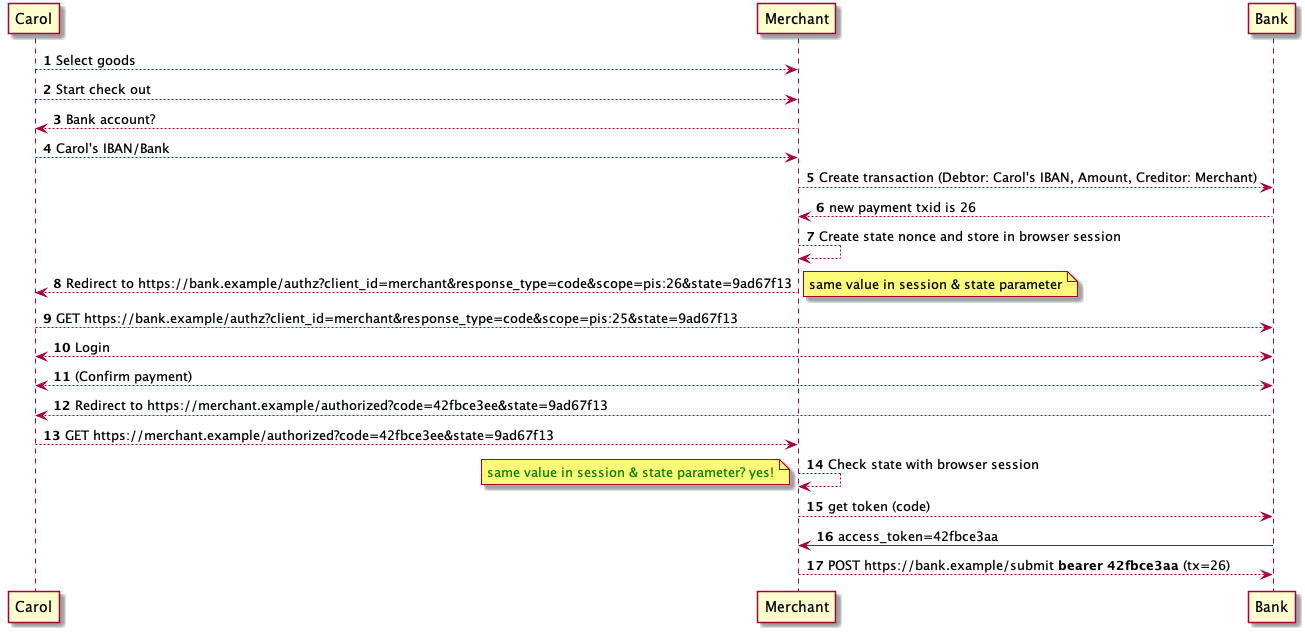 Carol Merchant Bank
1 Select goods
2 Start check out
3 Bank account?
4 Carol's IBAN/Bank
5 Create transaction (Debtor: Carol's IBAN, Amount, Creditor: Merchant)
6 new payment txid is 26
7 Create state nonce and store in browser session
8 Redirect to https://bank.example/authz?client_id=merchant&response_type=code&scope=pis:26&state=9ad67f13
same value in session & state parameter
9 GET https://bank.example/authz?client_id=merchant&response_type=code&scope=pis:25&state=9ad67f13
10 Login
11 (Confirm payment)
12 Redirect to https://merchant.example/authorized?code=42fbce3ee&state=9ad67f13
13 GET https://merchant.example/authorized?code=42fbce3ee&state=9ad67f13
14 Check state with browser session
same value in session & state parameter? yes!
15 get token (code)
16 access_token=42fbce3aa
17 POST https://bank.example/submit bearer 42fbce3aa (tx=26)
Carol Merchant Bank